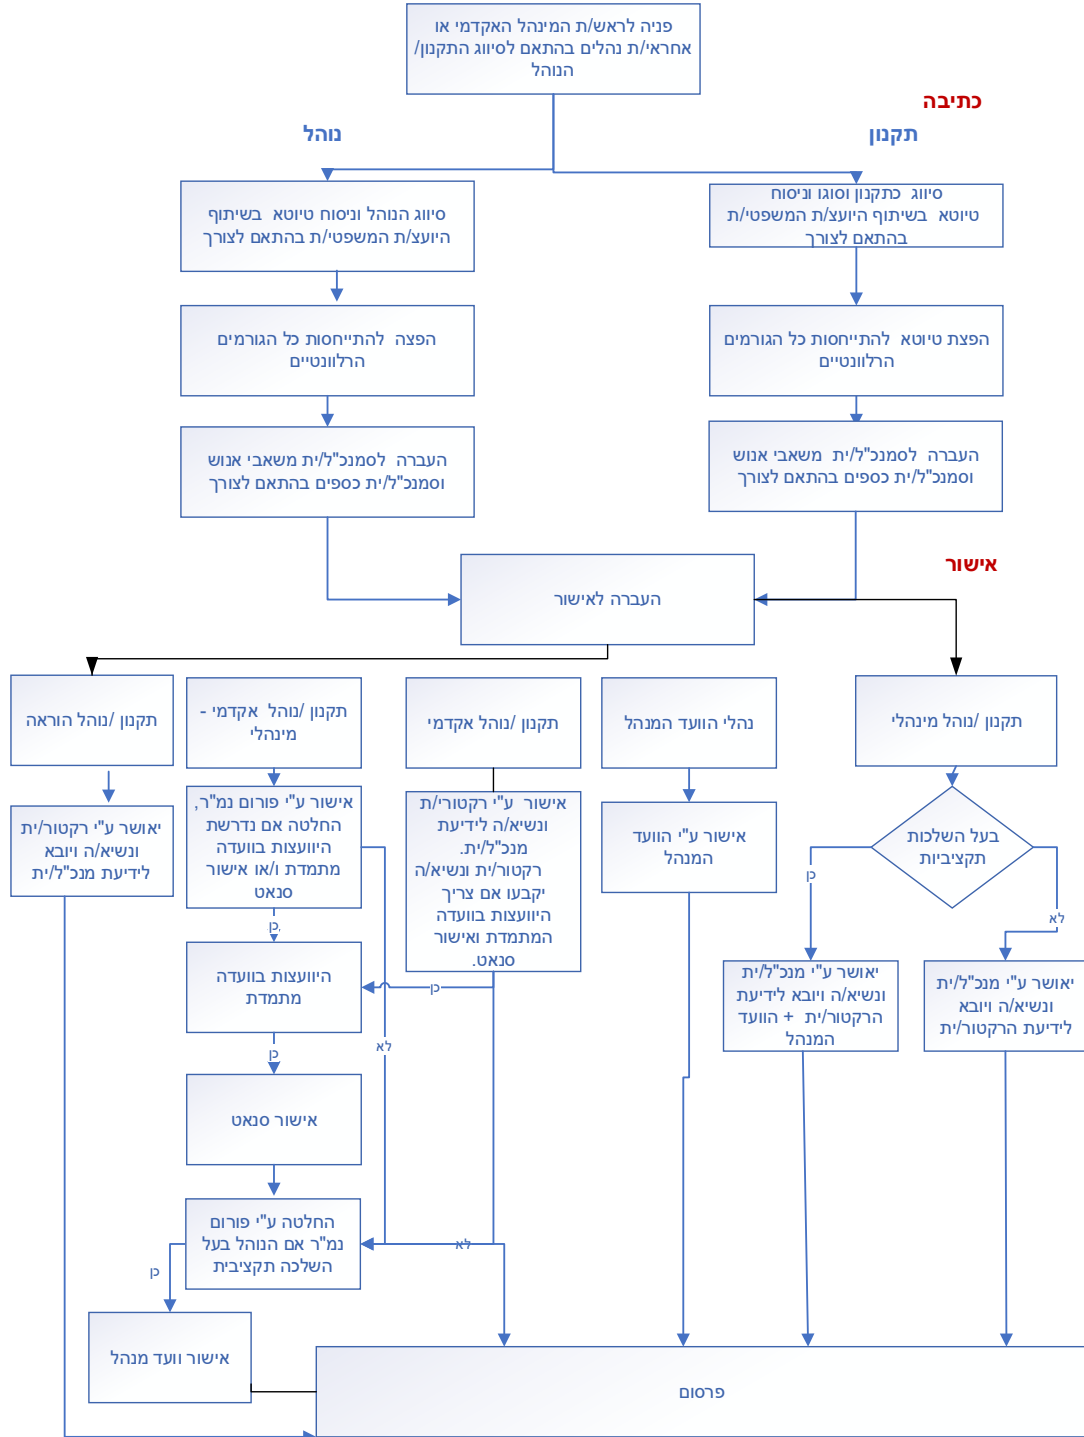 פניה לראש/ת המינהל האקדמי או
אחראי/ת נהלים בהתאם לסיווג התקנון/
הנוהל
כתיבה
תקנון
נוהל
סיווג כתקנון וסוגו וניסוח
טיוטא בשיתוף היועצ/ת המשפטי/ת
בהתאם לצורך
סיווג הנוהל וניסוח טיוטא בשיתוף
היועצ/ת המשפטי/ת בהתאם לצורך
הפצת טיוטא להתייחסות כל הגורמים
הרלוונטיים
הפצה להתייחסות כל הגורמים
הרלוונטיים
העברה לסמנכ"ל/ית משאבי אנוש
וסמנכ"ל/ית כספים בהתאם לצורך
העברה לסמנכ"ל/ית משאבי אנוש
וסמנכ"ל/ית כספים בהתאם לצורך
אישור
העברה לאישור
תקנון /נוהל מינהלי
נהלי הוועד המנהל
תקנון /נוהל אקדמי
תקנון /נוהל אקדמי -
מינהלי
תקנון /נוהל הוראה
בעל השלכות
תקציביות
כן
לא
אישור ע"י הוועד
המנהל
אישור ע"י רקטורי/ת
ונשיא/ה לידיעת
מנכ"ל/ית.
רקטור/ית ונשיא/ה
יקבעו אם צריך
היוועצות בוועדה
המתמדת ואישור
סנאט.
אישור ע"י פורום נמ"ר,
החלטה אם נדרשת
היוועצות בוועדה
מתמדת ו/או אישור
סנאט
יאושר ע"י רקטור/ית
ונשיא/ה ויובא
לידיעת מנכ"ל/ית
כן.
יאושר ע"י מנכ"ל/ית
ונשיא/ה ויובא
לידיעת הרקטור/ית
יאושר ע"י מנכ"ל/ית
ונשיא/ה ויובא לידיעת
הרקטור/ית + הוועד
המנהל
כן
היוועצות בוועדה
מתמדת
לא
כן
אישור סנאט
לא
החלטה ע"י פורום
נמ"ר אם הנוהל בעל
השלכה תקציבית
כן
אישור וועד מנהל
פרסום